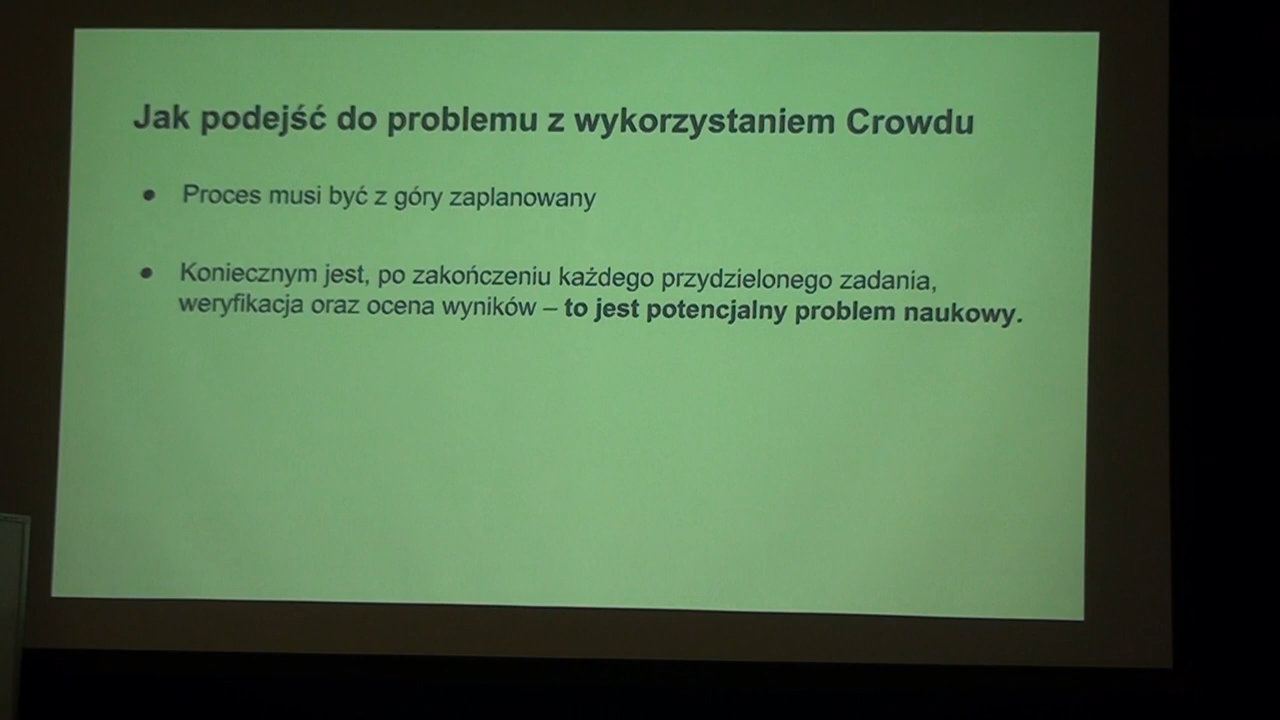 Jak podejść do problemu z wykorzystaniem Crowdu
● Proces musi być z góry zaplanowany
● Koniecznym jest, po zakończeniu każdego przydzielonego zadania,
weryfikacja oraz ocena wyników – to jest potencjalny problem naukowy.